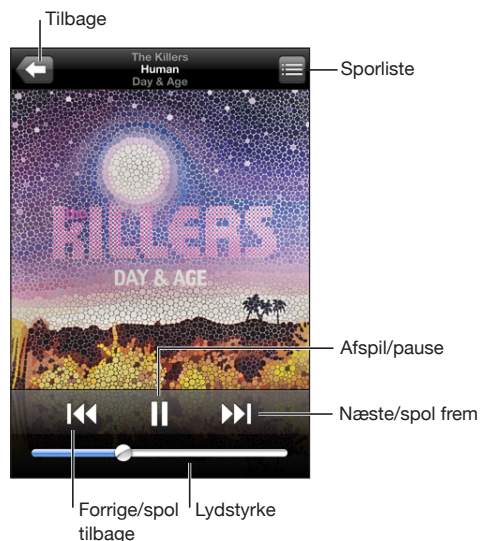 Tilbage
The Killers
Human
Day & Age
Sporliste
the
KILLERS
DAY & AGE
Afspil/pause
Næste/spol frem
Forrige/spol
tilbage
Lydstyrke